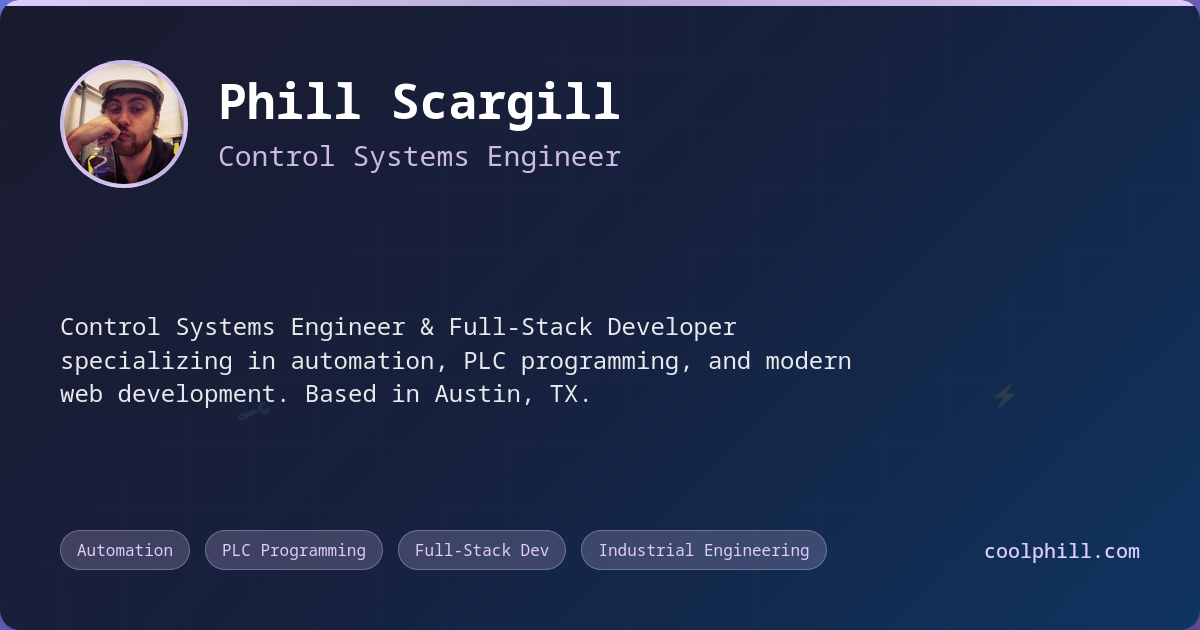 Phill Scargill
Control Systems Engineer
Control Systems Engineer & Full-Stack Developer
specializing in automation, PLC programming, and modern
web development. Based in Austin, TX.
Automation
PLC Programming
Full-Stack Dev
Industrial Engineering
coolphill.com